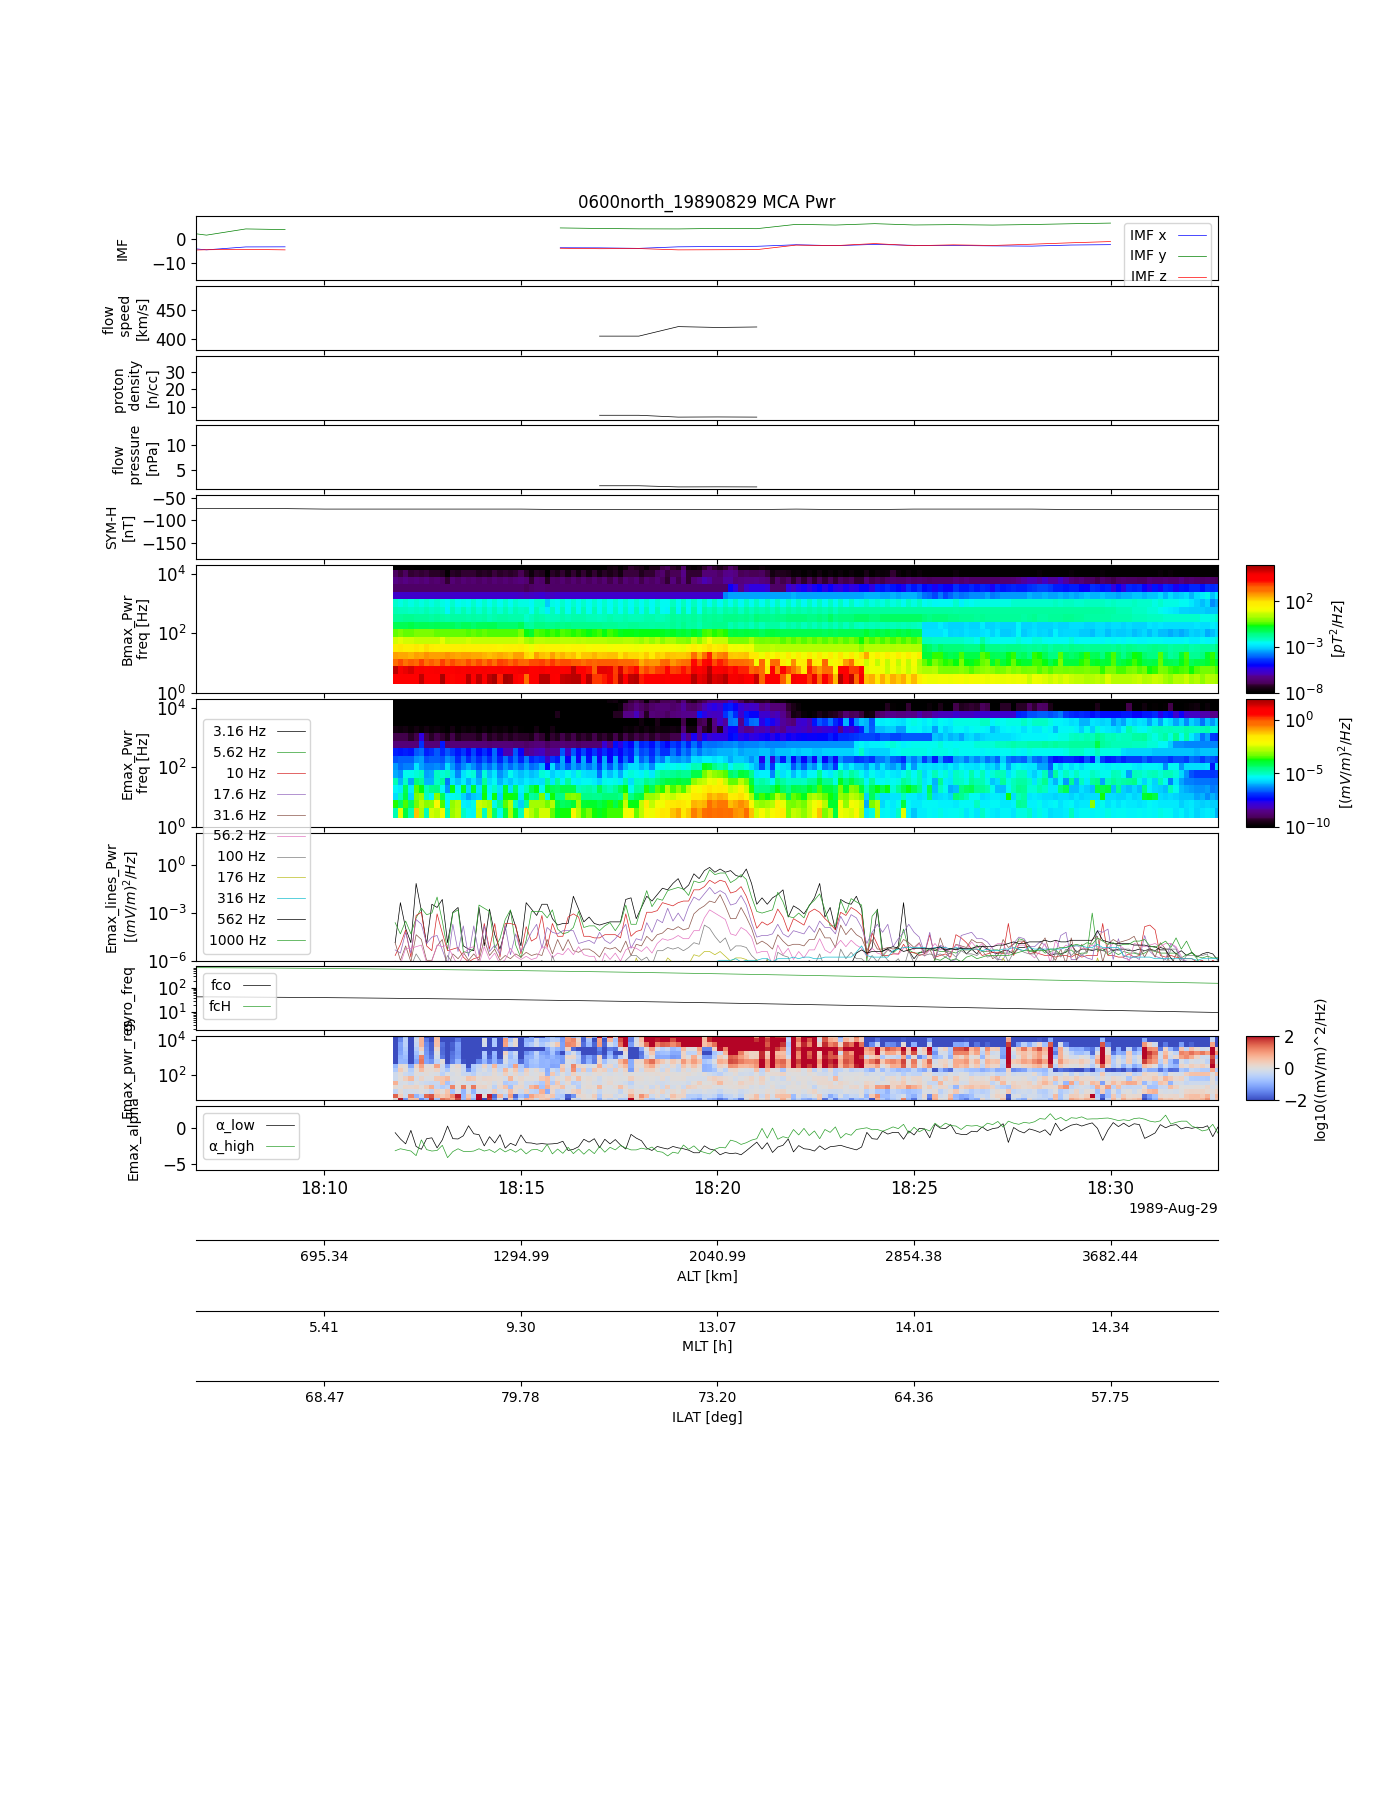 0600north_19890829 MCA Pwr
IMF
0
−10
IMF x
IMF y
IMF z
flow
speed
[km/s]
450
400
proton
density
[n/cc]
30
20
10
flow
pressure
[nPa]
10
5
SYM-H
[nT]
−50
−100
−150
Bmax_Pwr
freq [Hz]
10^4
10^2
10^0
10^2
10^−3
10^−8
[pT^2/Hz]
Emax_Pwr
freq [Hz]
10^4
10^2
10^0
10^0
10^−5
10^−10
[(mV/m)^2/Hz]
3.16 Hz
5.62 Hz
10 Hz
17.6 Hz
31.6 Hz
56.2 Hz
100 Hz
176 Hz
316 Hz
562 Hz
1000 Hz
Emax_lines_Pwr
[(mV/m)^2/Hz]
10^0
10^−3
10^−6
10^2
10^1
fco
fcH
10^4
10^2
2
0
−2
log10((mV/m)^2/Hz)
Emax_alpha
0
−5
α_low
α_high
18:10 18:15 18:20 18:25 18:30
1989-Aug-29
695.34 1294.99 2040.99 2854.38 3682.44
ALT [km]
5.41 9.30 13.07 14.01 14.34
MLT [h]
68.47 79.78 73.20 64.36 57.75
ILAT [deg]